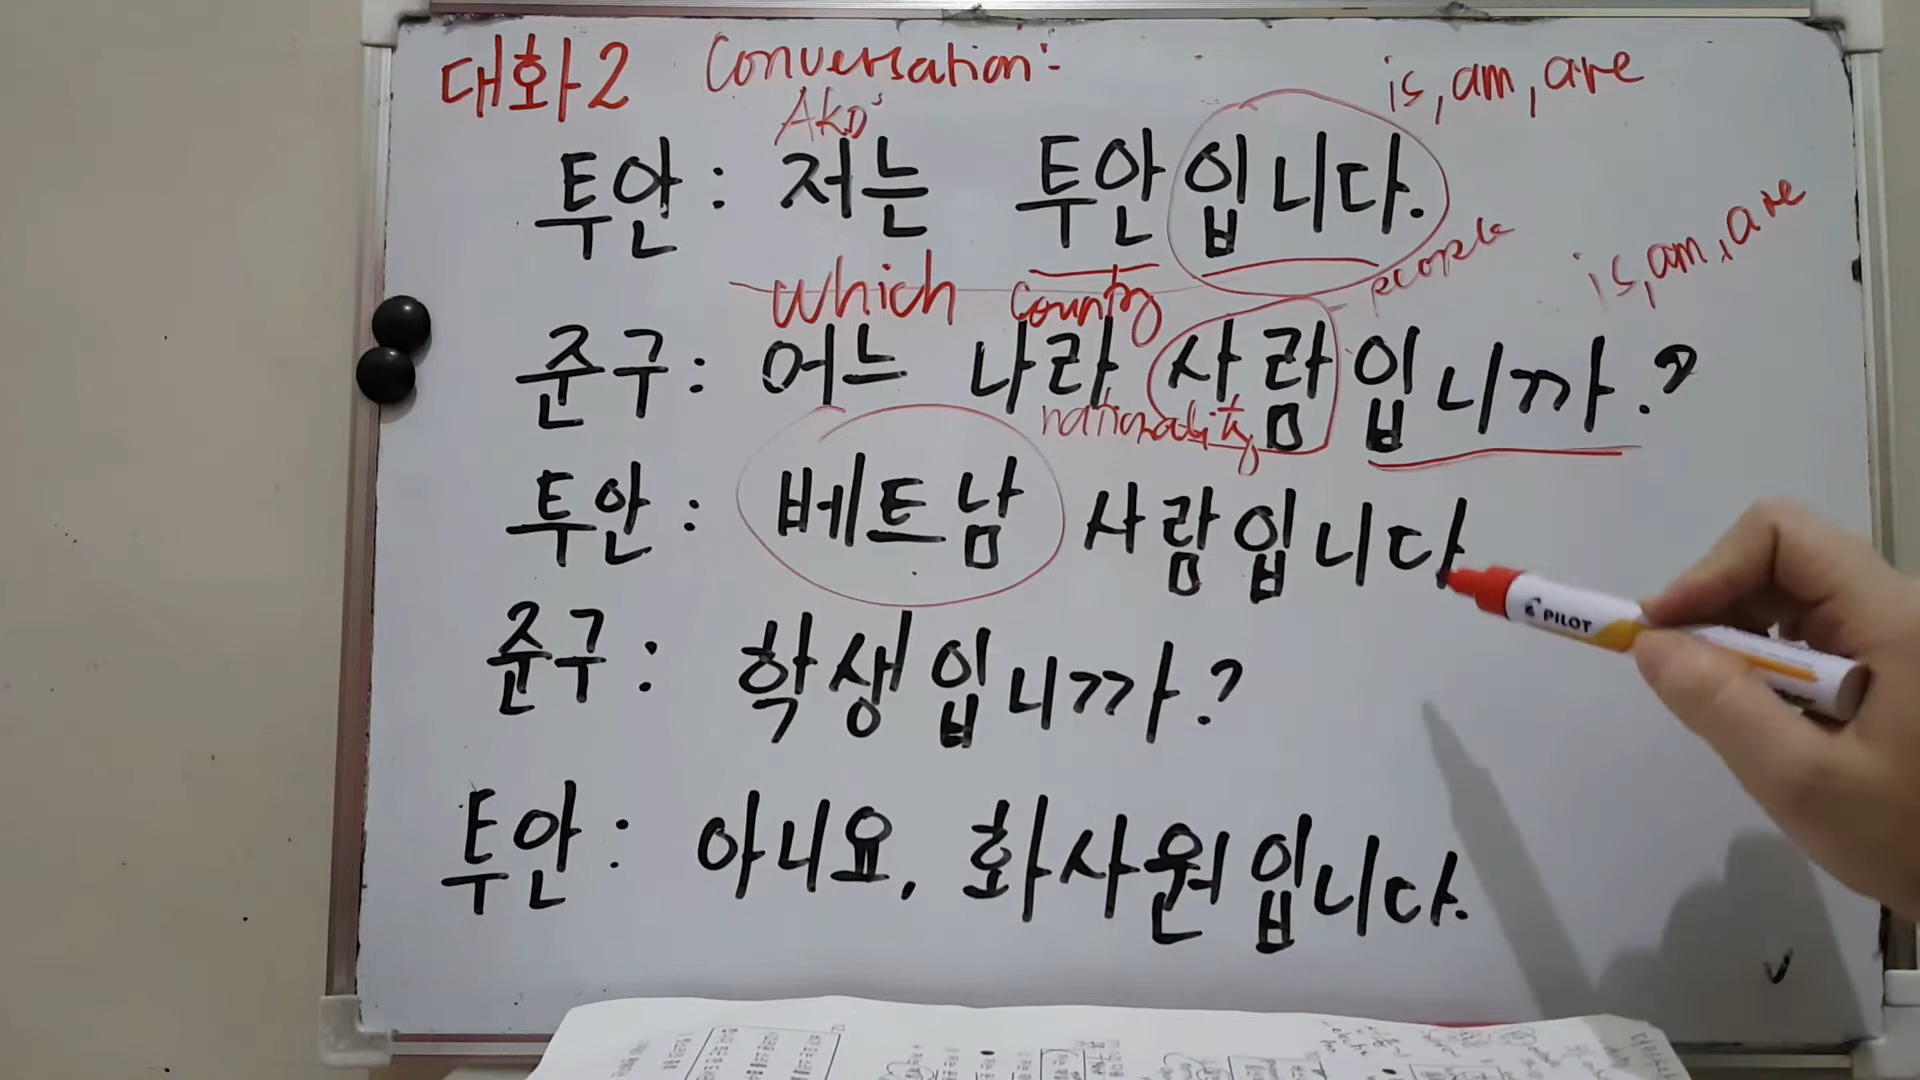 대화2 Conversation:
is, am, are
AKO
투안: 저는 투안입니다.
people
is, am, are
which country
준구: 어느 나라 사람입니까?
nationality
투안: 베트남 사람입니다
준구: 학생입니까?
투안: 아니요, 화사원입니다.
PILOT